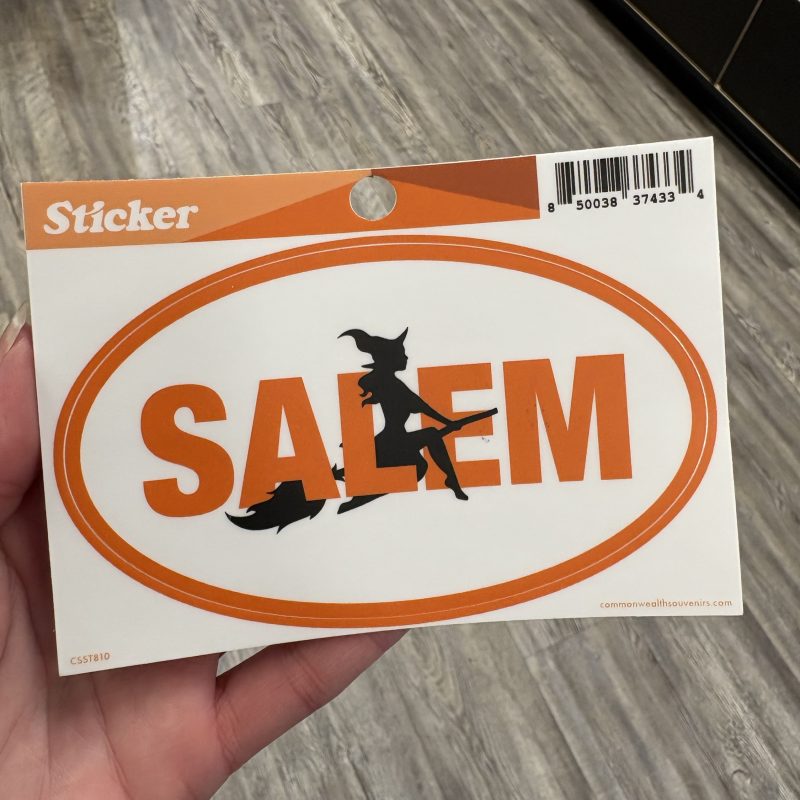 Sticker
8 50038 37433 4
SALEM
commonwealthsouvenirs.com
CSST810